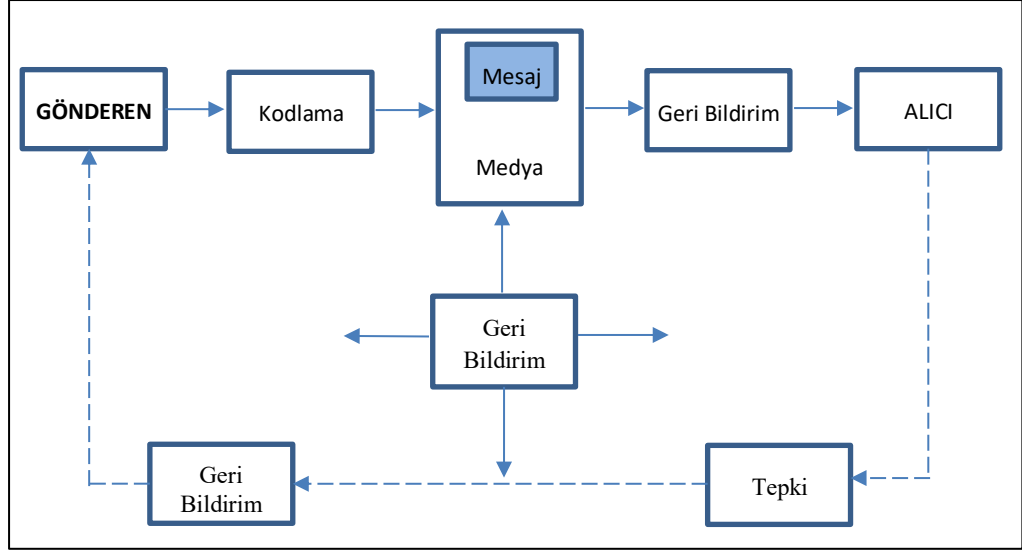 Mesaj
GÖNDEREN
Kodlama
Medya
Geri Bildirim
ALICI
Geri
Bildirim
Geri
Bildirim
Tepki